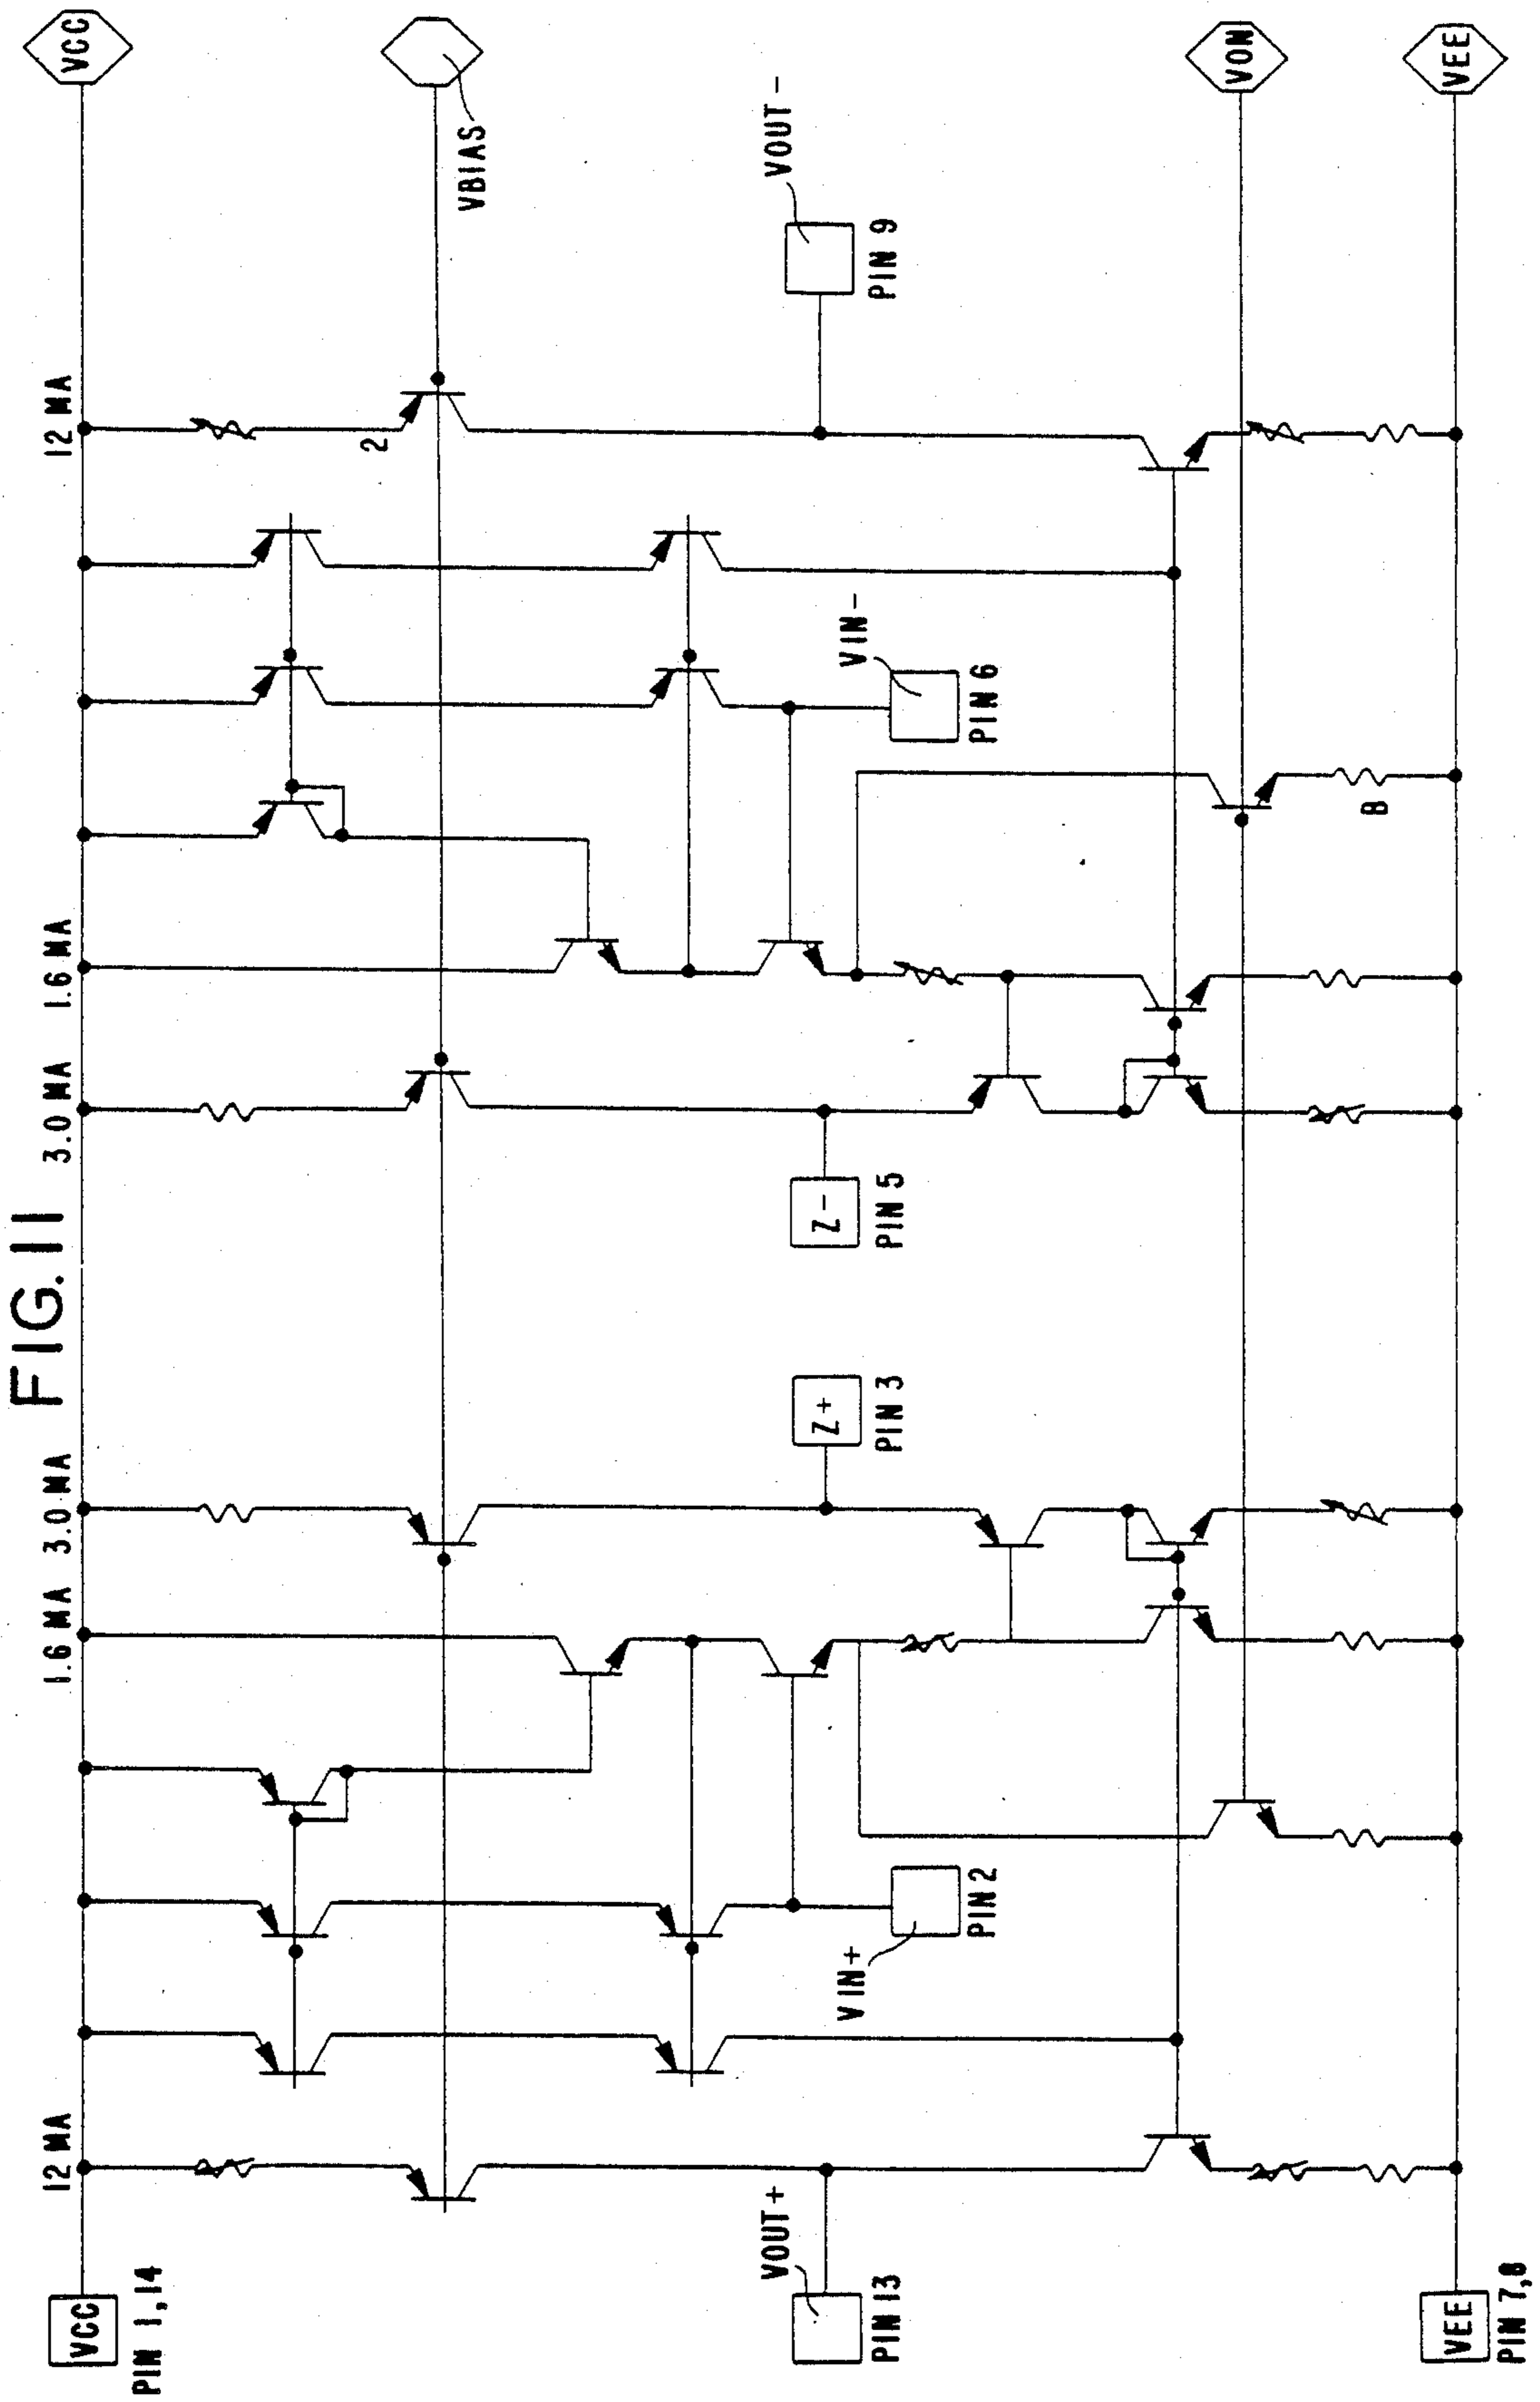 FIG. 11
12 MA
1.6 MA
3.0 MA
3.0 MA
1.6 MA
12 MA
VCC
PIN 1,14
VCC
2
VBIAS
VOUT+
PIN 13
VIN+
PIN 2
Z+
PIN 3
Z-
PIN 5
VIN-
PIN 6
VOUT-
PIN 9
VON
8
VEE
PIN 7,8
VEE